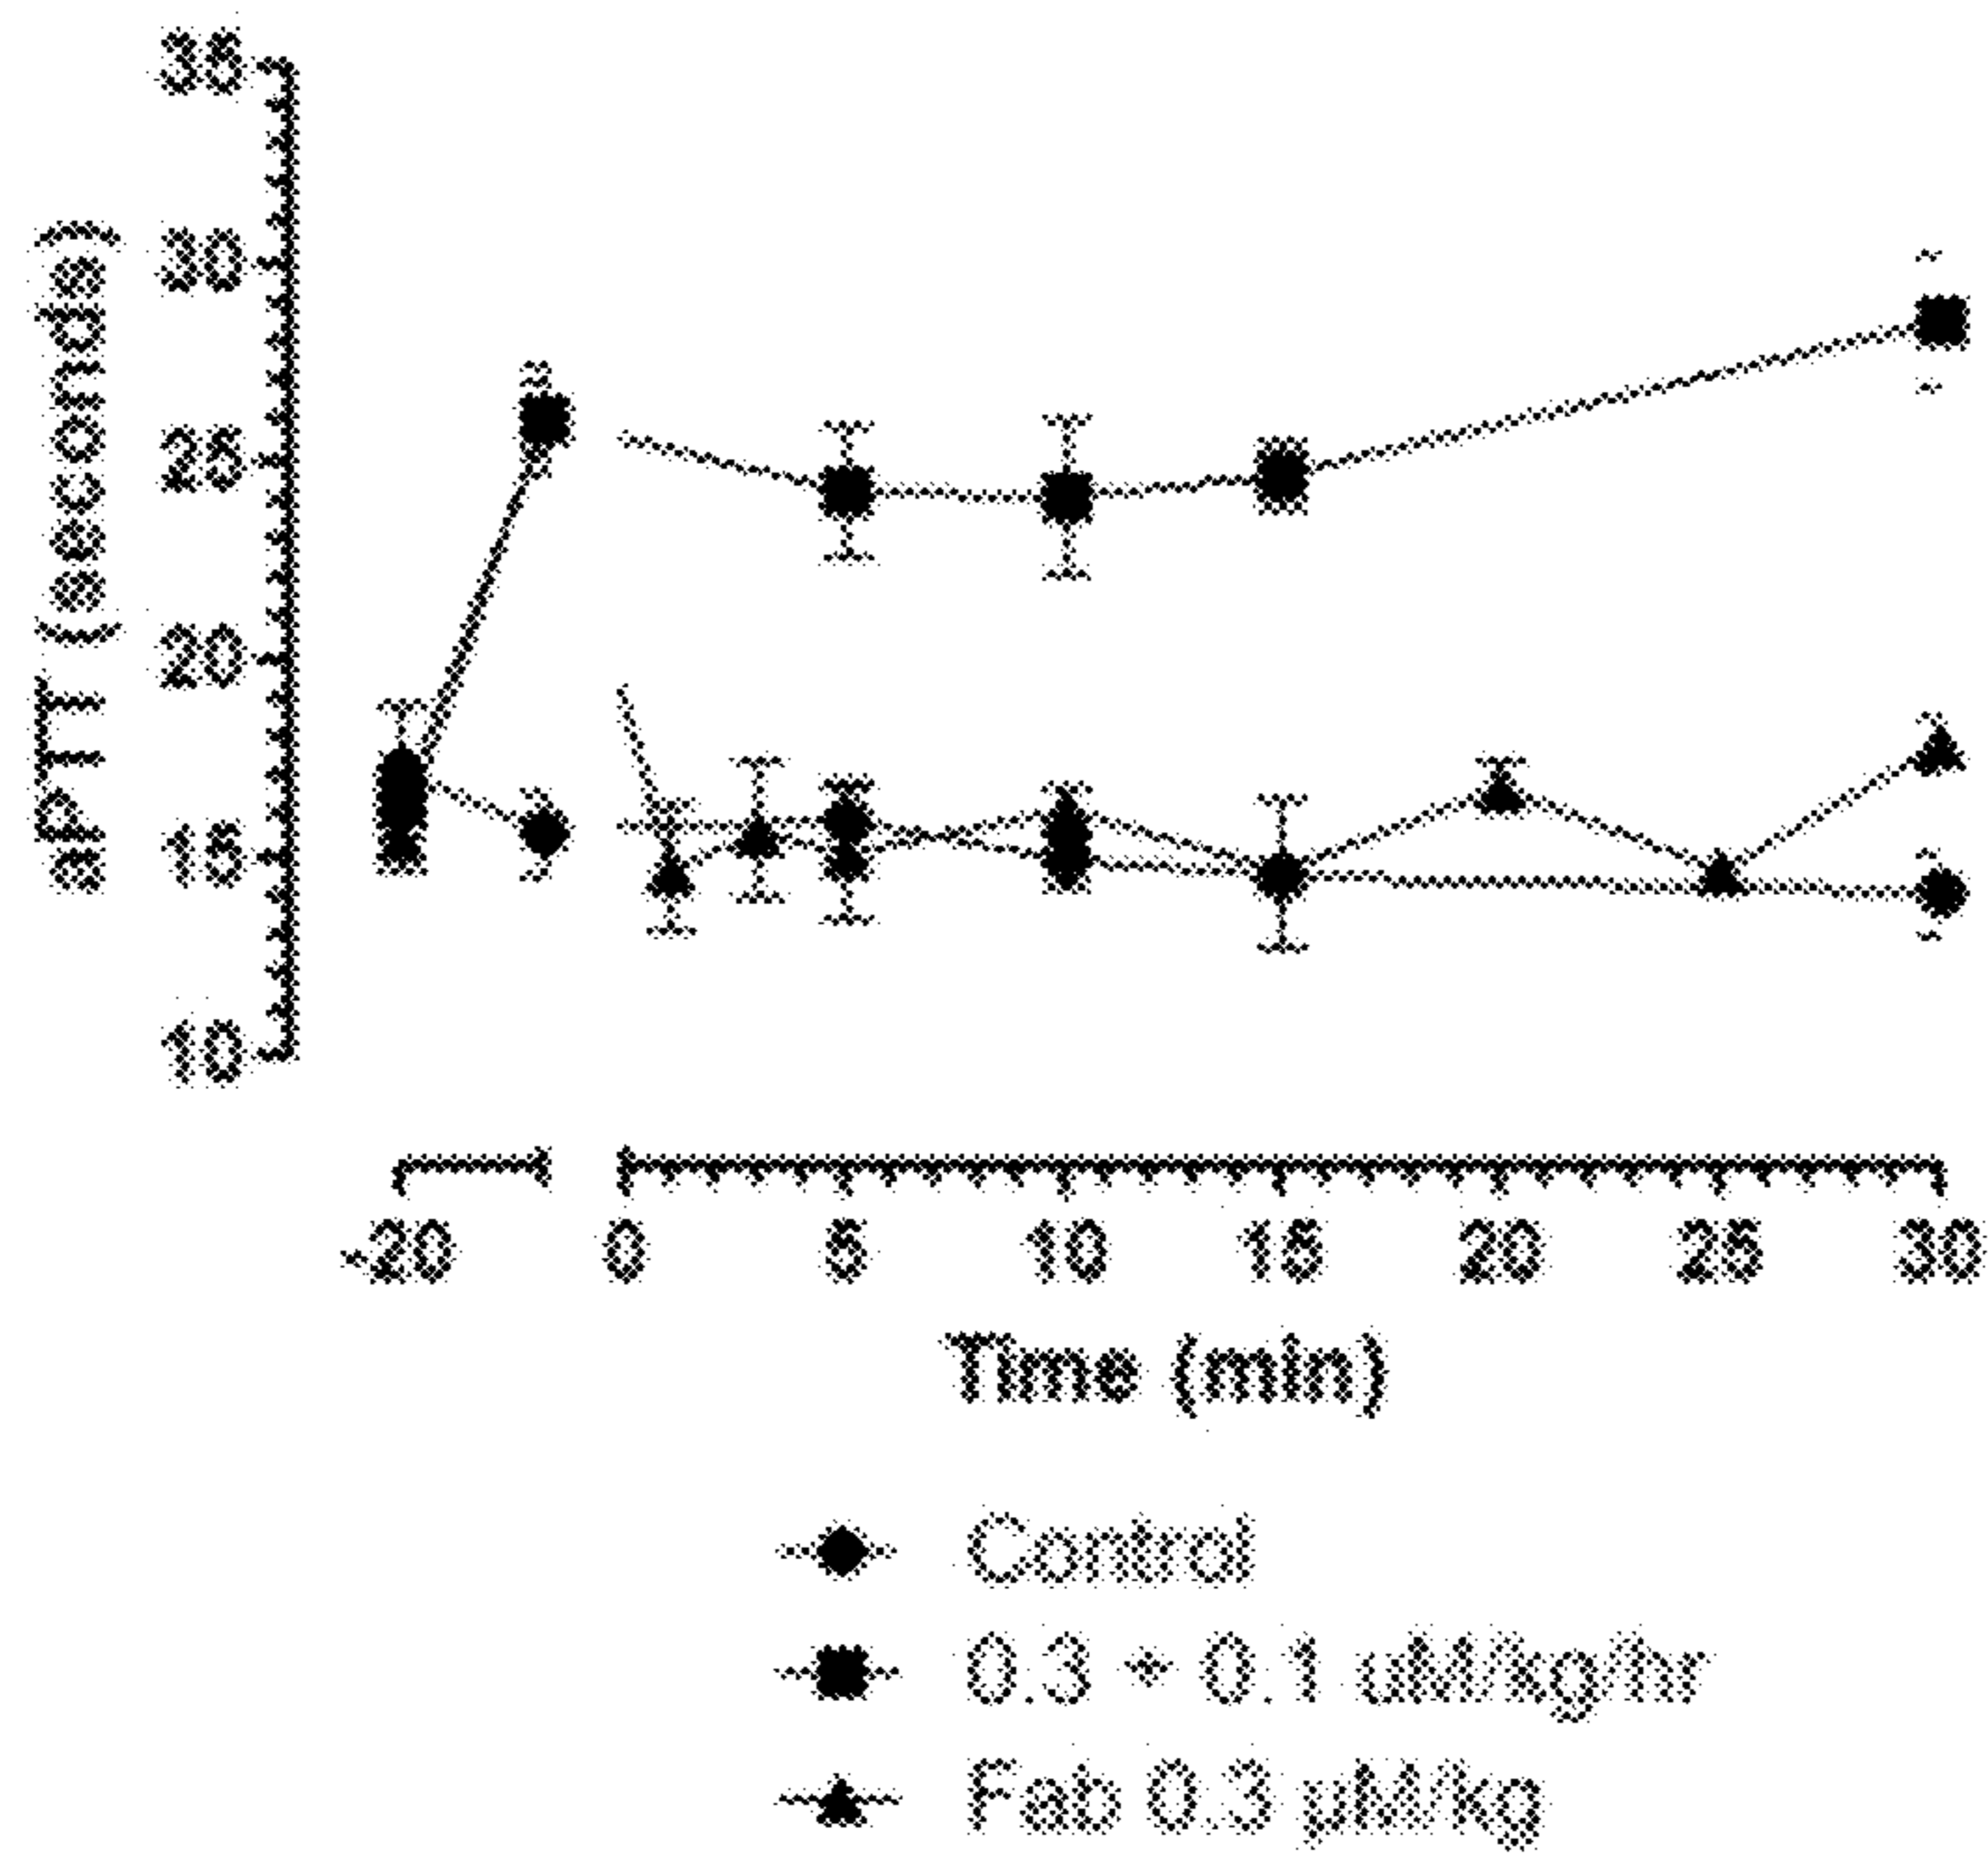 aPTT (seconds)
35
30
25
20
15
10
-20 0 5 10 15 20 25 30
Time (min)
Control
0.3 + 0.1 uM/kg/hr
Fab 0.3 µM/kg